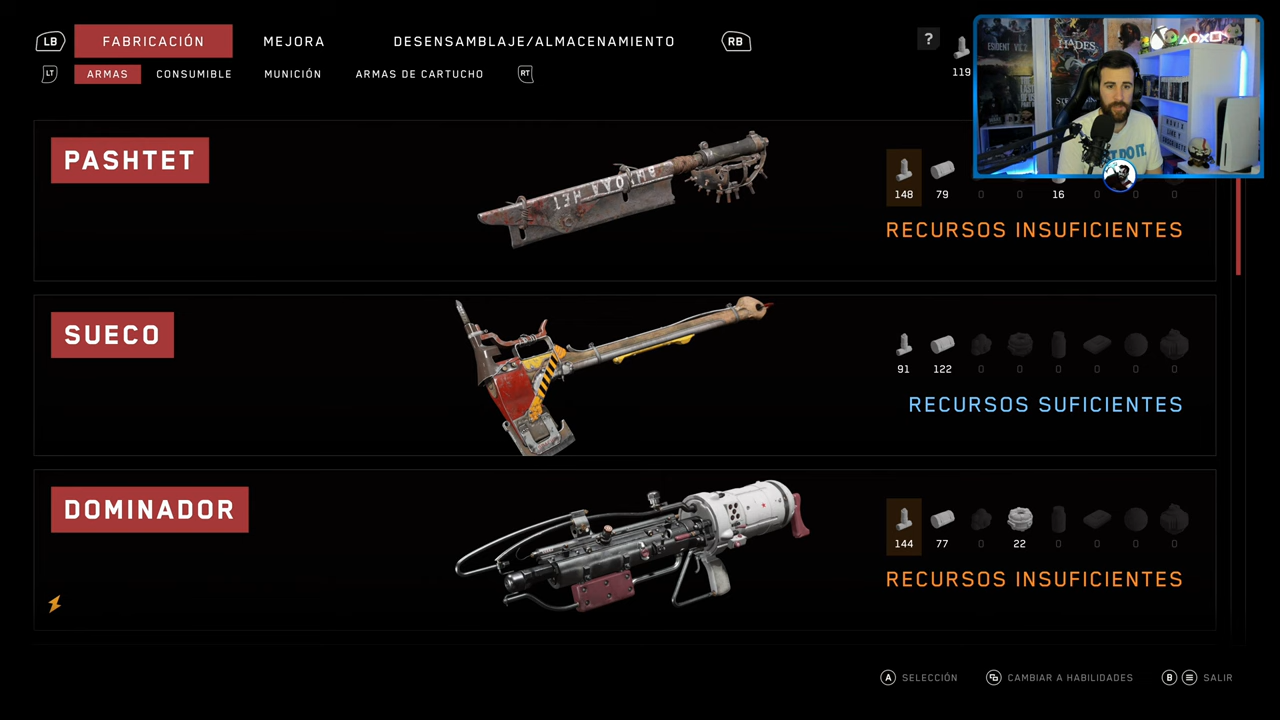 LB FABRICACIÓN MEJORA DESENSAMBLAJE/ALMACENAMIENTO RB ?
LT ARMAS CONSUMIBLE MUNICIÓN ARMAS DE CARTUCHO RT
119
HADES
PASHTET
148 79 0 0 16 0 0 0
RECURSOS INSUFICIENTES
SUECO
91 122 0 0 0 0 0 0
RECURSOS SUFICIENTES
DOMINADOR
144 77 0 22 0 0 0 0
RECURSOS INSUFICIENTES
A SELECCIÓN CAMBIAR A HABILIDADES B SALIR